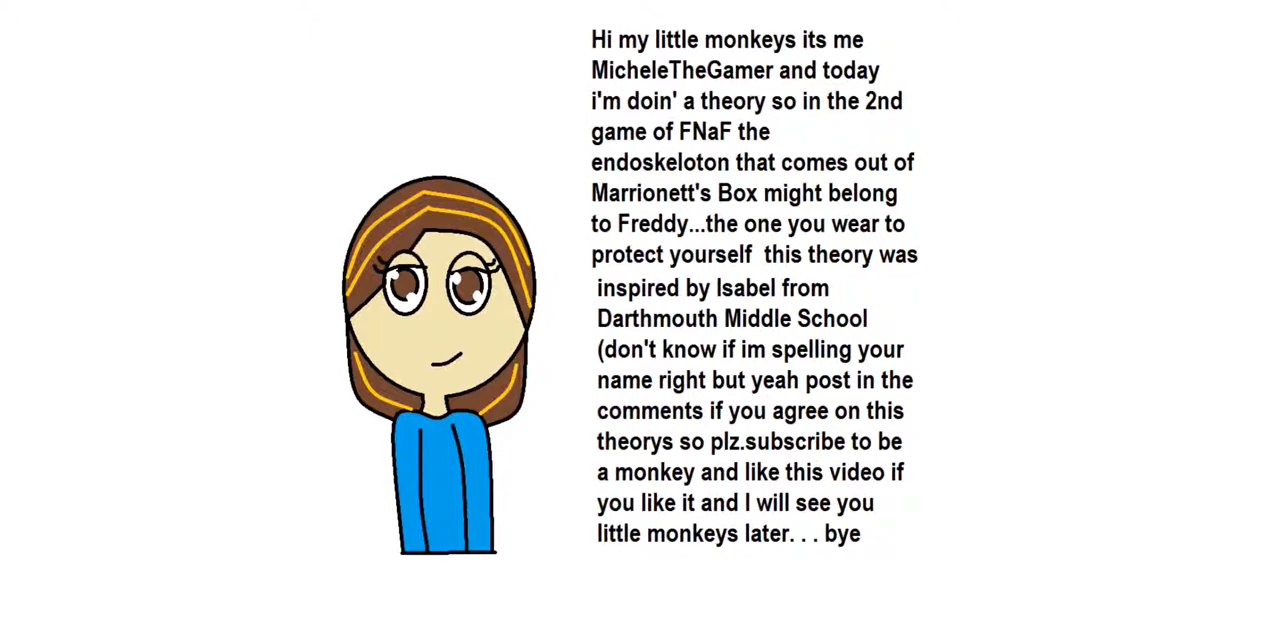 Hi my little monkeys its me
MicheleTheGamer and today
i'm doin' a theory so in the 2nd
game of FNaF the
endoskeloton that comes out of
Marrionett's Box might belong
to Freddy...the one you wear to
protect yourself  this theory was
inspired by Isabel from
Darthmouth Middle School
(don't know if im spelling your
name right but yeah post in the
comments if you agree on this
theorys so plz.subscribe to be
a monkey and like this video if
you like it and I will see you
little monkeys later. . . bye